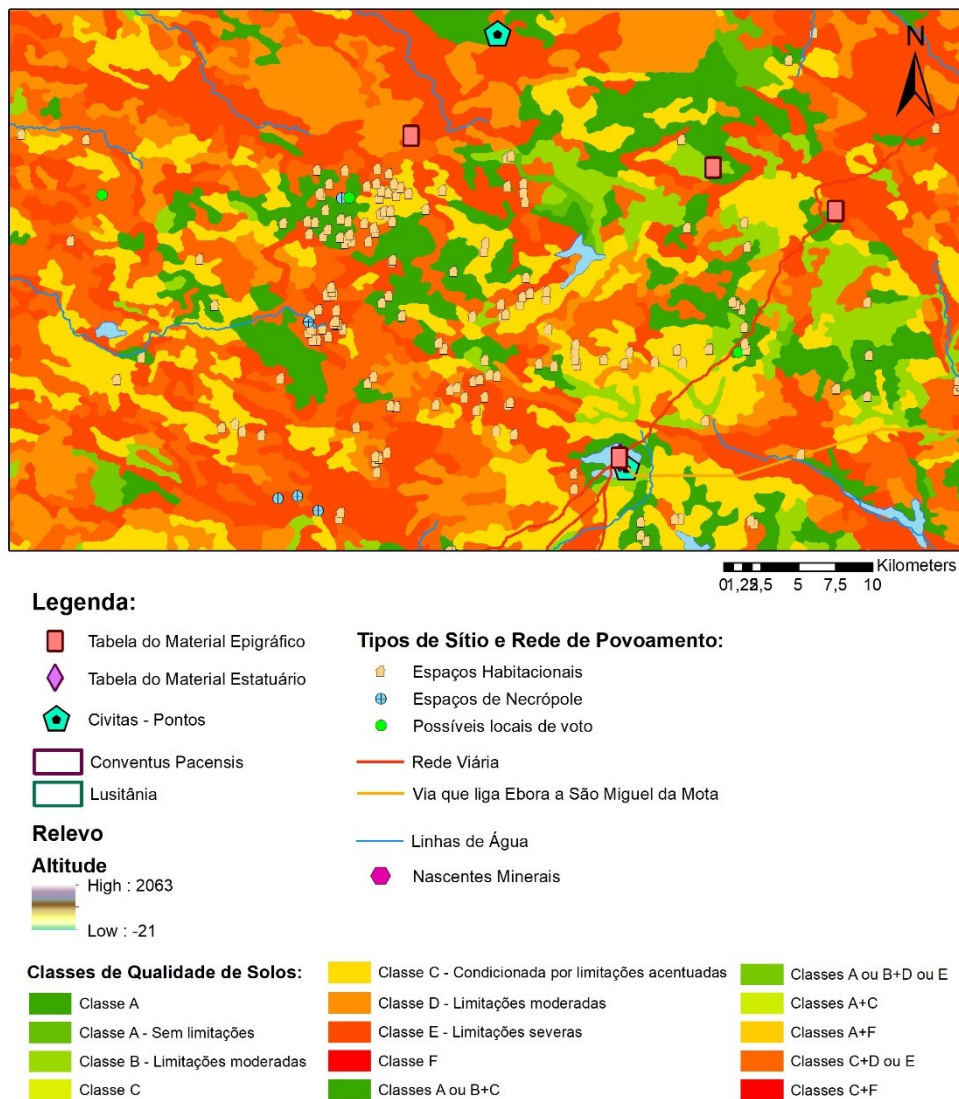 N
Kilometers
01,252,5 5 7,5 10
Legenda:
Tabela do Material Epigráfico
Tabela do Material Estatuário
Civitas - Pontos
Conventus Pacensis
Lusitânia
Relevo
Altitude
High : 2063
Low : -21
Tipos de Sítio e Rede de Povoamento:
Espaços Habitacionais
Espaços de Necrópole
Possíveis locais de voto
Rede Viária
Via que liga Ebora a São Miguel da Mota
Linhas de Água
Nascentes Minerais
Classes de Qualidade de Solos:
Classe A
Classe A - Sem limitações
Classe B - Limitações moderadas
Classe C
Classe C - Condicionada por limitações acentuadas
Classe D - Limitações moderadas
Classe E - Limitações severas
Classe F
Classes A ou B+C
Classes A ou B+D ou E
Classes A+C
Classes A+F
Classes C+D ou E
Classes C+F